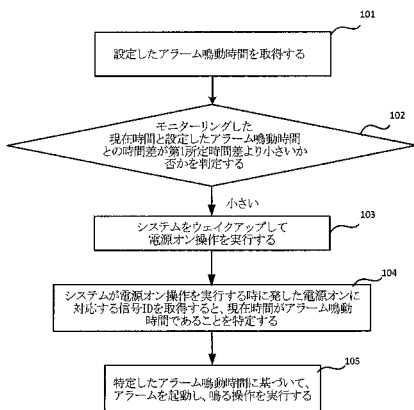 101
設定したアラーム鳴動時間を取得する
102
モニターリングした
現在時間と設定したアラーム鳴動時間
との時間差が第1所定時間差より小さいか
否かを判定する
小さい
103
システムをウェイクアップして
電源オン操作を実行する
104
システムが電源オン操作を実行する時に発した電源オンに
対応する信号IDを取得すると、現在時間がアラーム鳴動
時間であることを特定する
105
特定したアラーム鳴動時間に基づいて、
アラームを起動し、鳴る操作を実行する